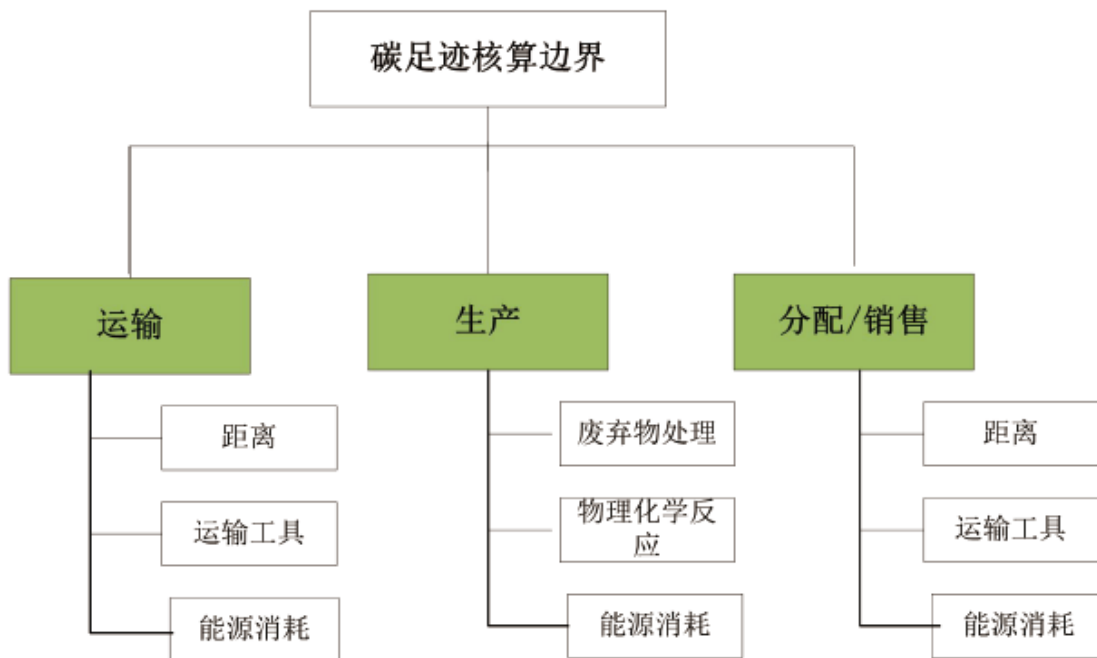 碳足迹核算边界
运输
生产
分配/销售
距离
废弃物处理
距离
运输工具
物理化学反
应
运输工具
能源消耗
能源消耗
能源消耗